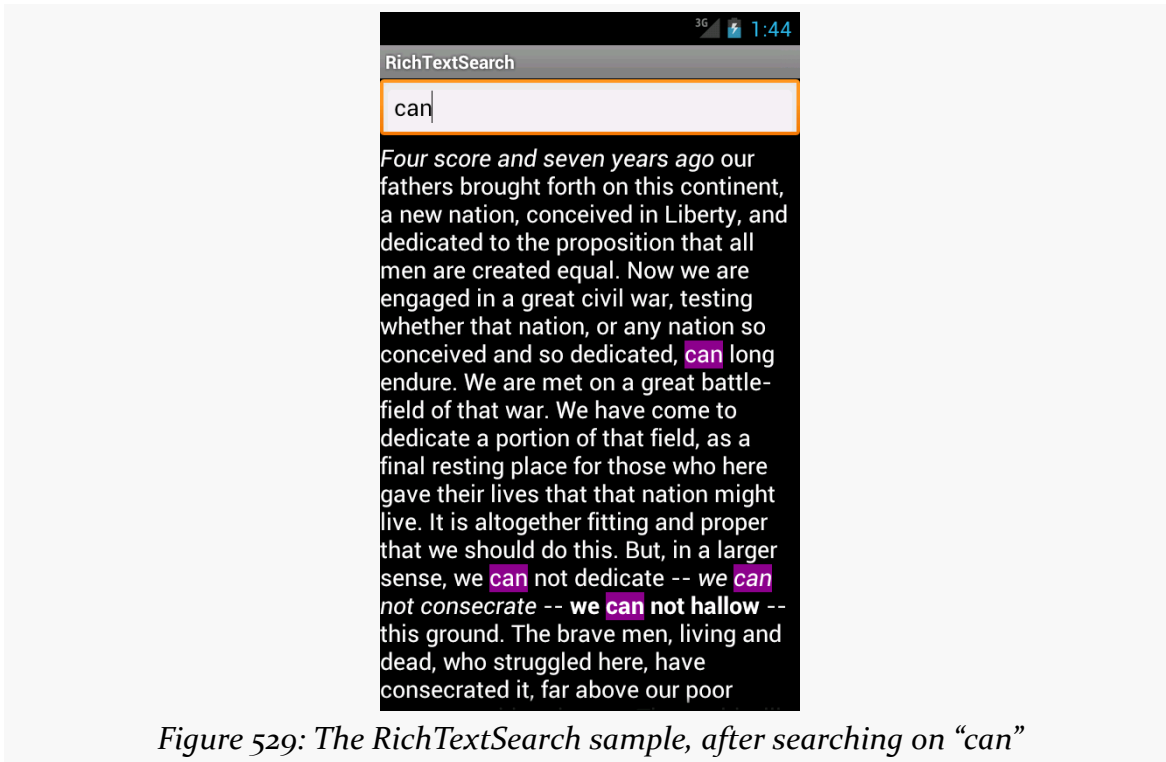 3G 1:44
RichTextSearch
can
Four score and seven years ago our
fathers brought forth on this continent,
a new nation, conceived in Liberty, and
dedicated to the proposition that all
men are created equal. Now we are
engaged in a great civil war, testing
whether that nation, or any nation so
conceived and so dedicated, can long
endure. We are met on a great battle-
field of that war. We have come to
dedicate a portion of that field, as a
final resting place for those who here
gave their lives that that nation might
live. It is altogether fitting and proper
that we should do this. But, in a larger
sense, we can not dedicate -- we can
not consecrate -- we can not hallow --
this ground. The brave men, living and
dead, who struggled here, have
consecrated it, far above our poor
Figure 529: The RichTextSearch sample, after searching on “can”